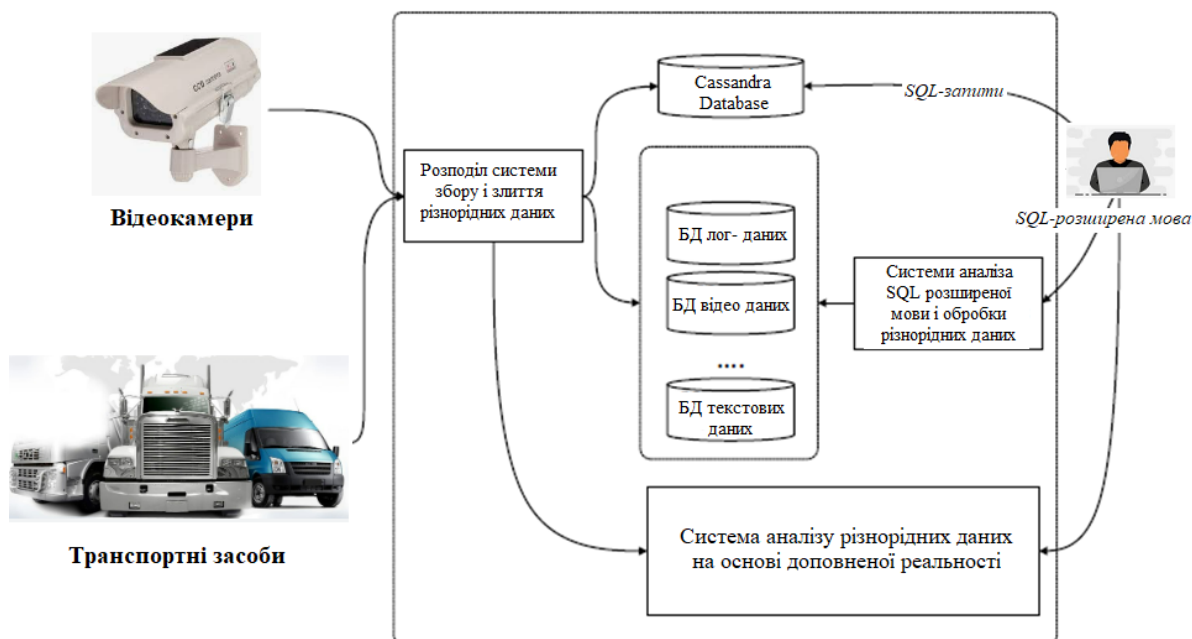 CCD camera
Відеокамери
Транспортні засоби
Розподіл системи
збору і злиття
різнорідних даних
Cassandra
Database
SQL-запити
SQL-розширена мова
БД лог- даних
БД відео даних
....
БД текстових
даних
Системи аналіза
SQL розширеної
мови і обробки
різнорідних даних
Система аналізу різнорідних даних
на основі доповненої реальності